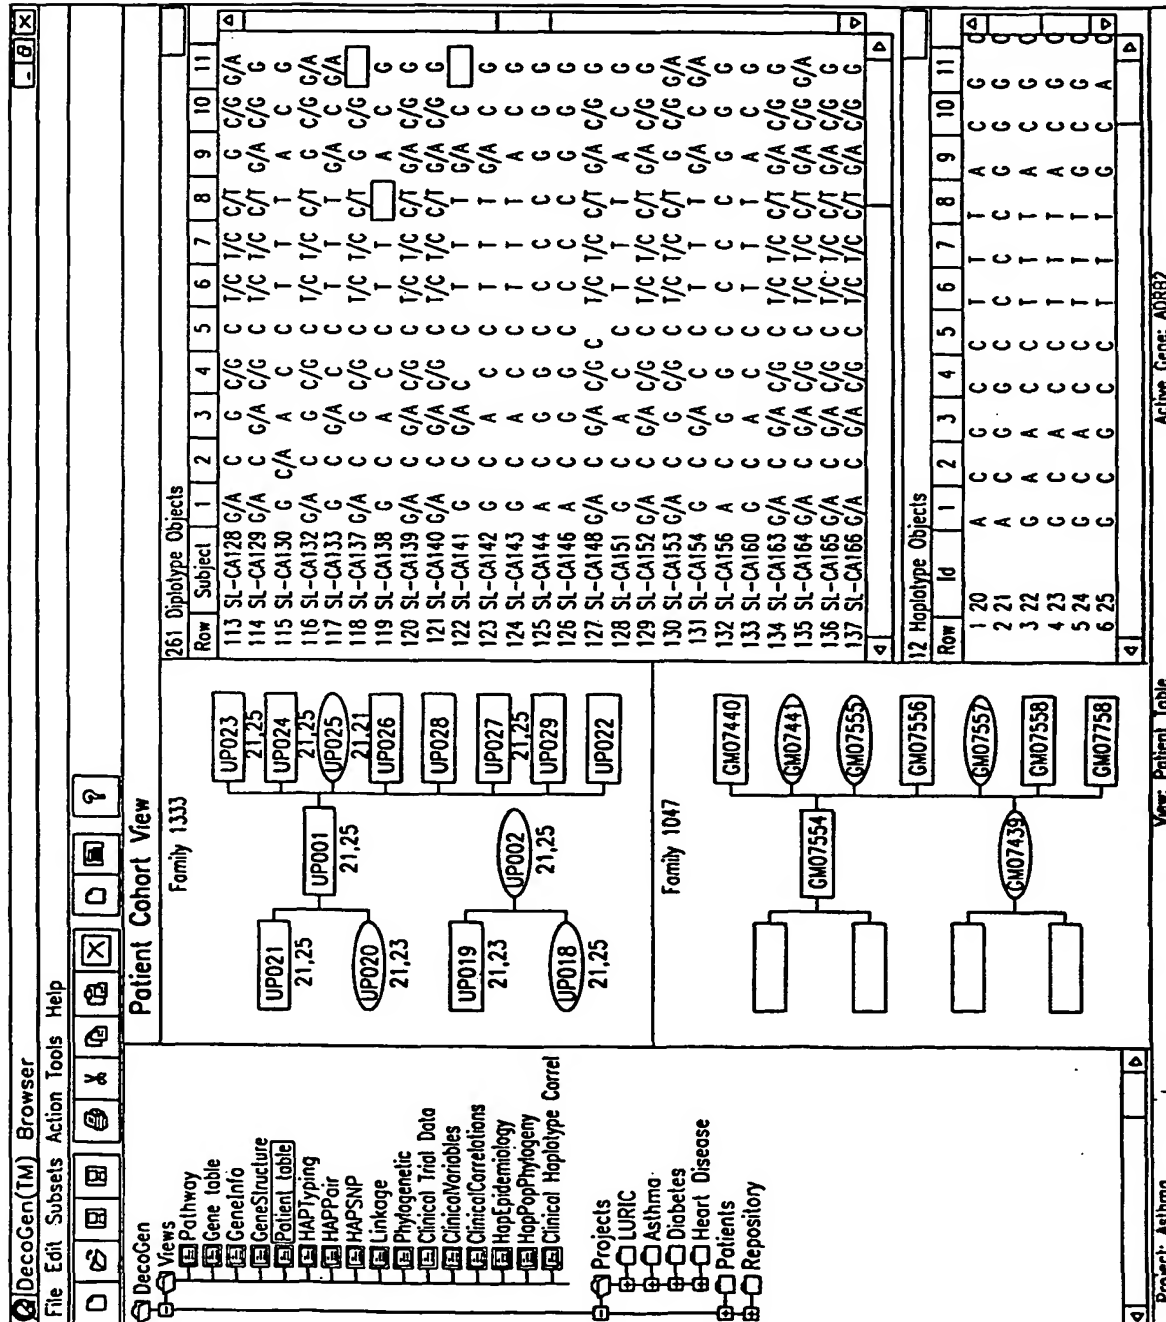 DecoGen(TM) Browser
File Edit Subsets Action Tools Help
?
DecoGen
Views
Pathway
Gene table
GeneInfo
GeneStructure
Patient table
HAPTyping
HAPPair
HAPSNP
Linkage
Phylogenetic
Clinical Trial Data
ClinicalVariables
ClinicalCorrelations
HapEpidemiology
HapPopPhylogeny
Clinical Haplotype Correl
Projects
LURIC
Asthma
Diabetes
Heart Disease
Patients
Repository
Patient Cohort View
Family 1333
UP021
21,25
UP020
21,23
UP019
21,23
UP018
21,25
UP001
21,25
UP002
21,25
UP023
21,25
UP024
21,25
UP025
21,21
UP026
UP028
UP027
21,25
UP029
UP022
Family 1047
GM07554
GM07439
GM07440
GM07441
GM07555
GM07556
GM07557
GM07558
GM07758
261 Diplotype Objects
Row Subject 1 2 3 4 5 6 7 8 9 10 11
113 SL-CA128 G/A C G C/G C T/C T/C C/T G C/G G/A
114 SL-CA129 G/A C G/A C/G C T/C T/C C/T G/A C/G G
115 SL-CA130 G C/A A C C T T T A C G
116 SL-CA132 G/A C G C/G C T/C T/C C/T G C/G G/A
117 SL-CA133 G C G/A C C T T T G/A C G/A
118 SL-CA137 G/A C G C/G C T/C T/C C/T G C/G
119 SL-CA138 G C A C C T T A C G
120 SL-CA139 G/A C G/A C/G C T/C T/C C/T G/A C/G G
121 SL-CA140 G/A C G/A C/G C T/C T/C C/T G/A C/G G
122 SL-CA141 G C G/A C C T T T G/A C
123 SL-CA142 G C A C C T T T G/A C G
124 SL-CA143 G C A C C T T T A C G
125 SL-CA144 A C G G C C C C G G G
126 SL-CA146 A C G G C C C C G G G
127 SL-CA148 G/A C G/A C/G C T/C T/C C/T G/A C/G G
128 SL-CA151 G C A C C T T T A C G
129 SL-CA152 G/A C G/A C/G C T/C T/C C/T G/A C/G G
130 SL-CA153 G/A C G C/G C T/C T/C C/T G C/G G/A
131 SL-CA154 G C G/A C C T T T G/A C G/A
132 SL-CA156 A C G G C C C C G G G
133 SL-CA160 G C A C C T T T A C G
134 SL-CA163 G/A C G/A C/G C T/C T/C C/T G/A C/G G
135 SL-CA164 G/A C G/A C/G C T/C T/C C/T G/A C/G G/A
136 SL-CA165 G/A C G/A C/G C T/C T/C C/T G/A C/G G
137 SL-CA166 G/A C G/A C/G C T/C T/C C/T G/A C/G G
12 Haplotype Objects
Row Id 1 2 3 4 5 6 7 8 9 10 11
1 20 A C A C C T T T A C G
2 21 A C G G C C C C G G G
3 22 G A A C C T T T A C G
4 23 G C A C C T T T A C G
5 24 G C A C C T T T G C G
6 25 G C G C C T T T G C A
Project: Asthma View: Patient Table Active Gene: ADRB2